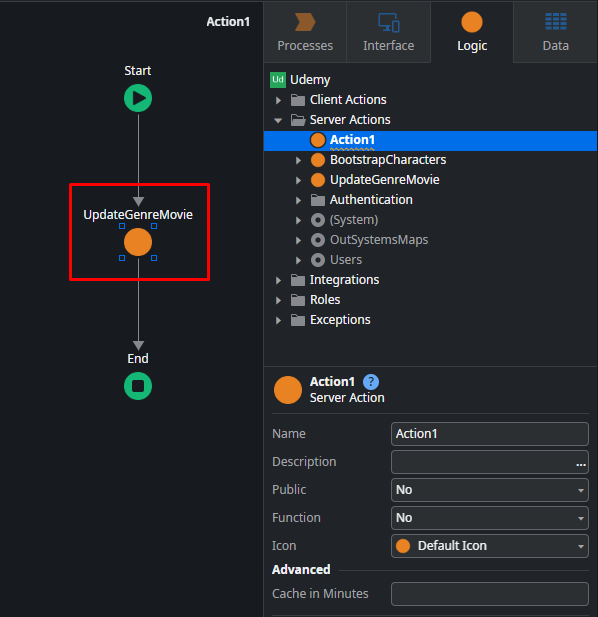 Action1
Start
UpdateGenreMovie
End
Processes
Interface
Logic
Data
Ud Udemy
Client Actions
Server Actions
Action1
BootstrapCharacters
UpdateGenreMovie
Authentication
(System)
OutSystemsMaps
Users
Integrations
Roles
Exceptions
Action1 ?
Server Action
Name Action1
Description ...
Public No
Function No
Icon Default Icon
Advanced
Cache in Minutes